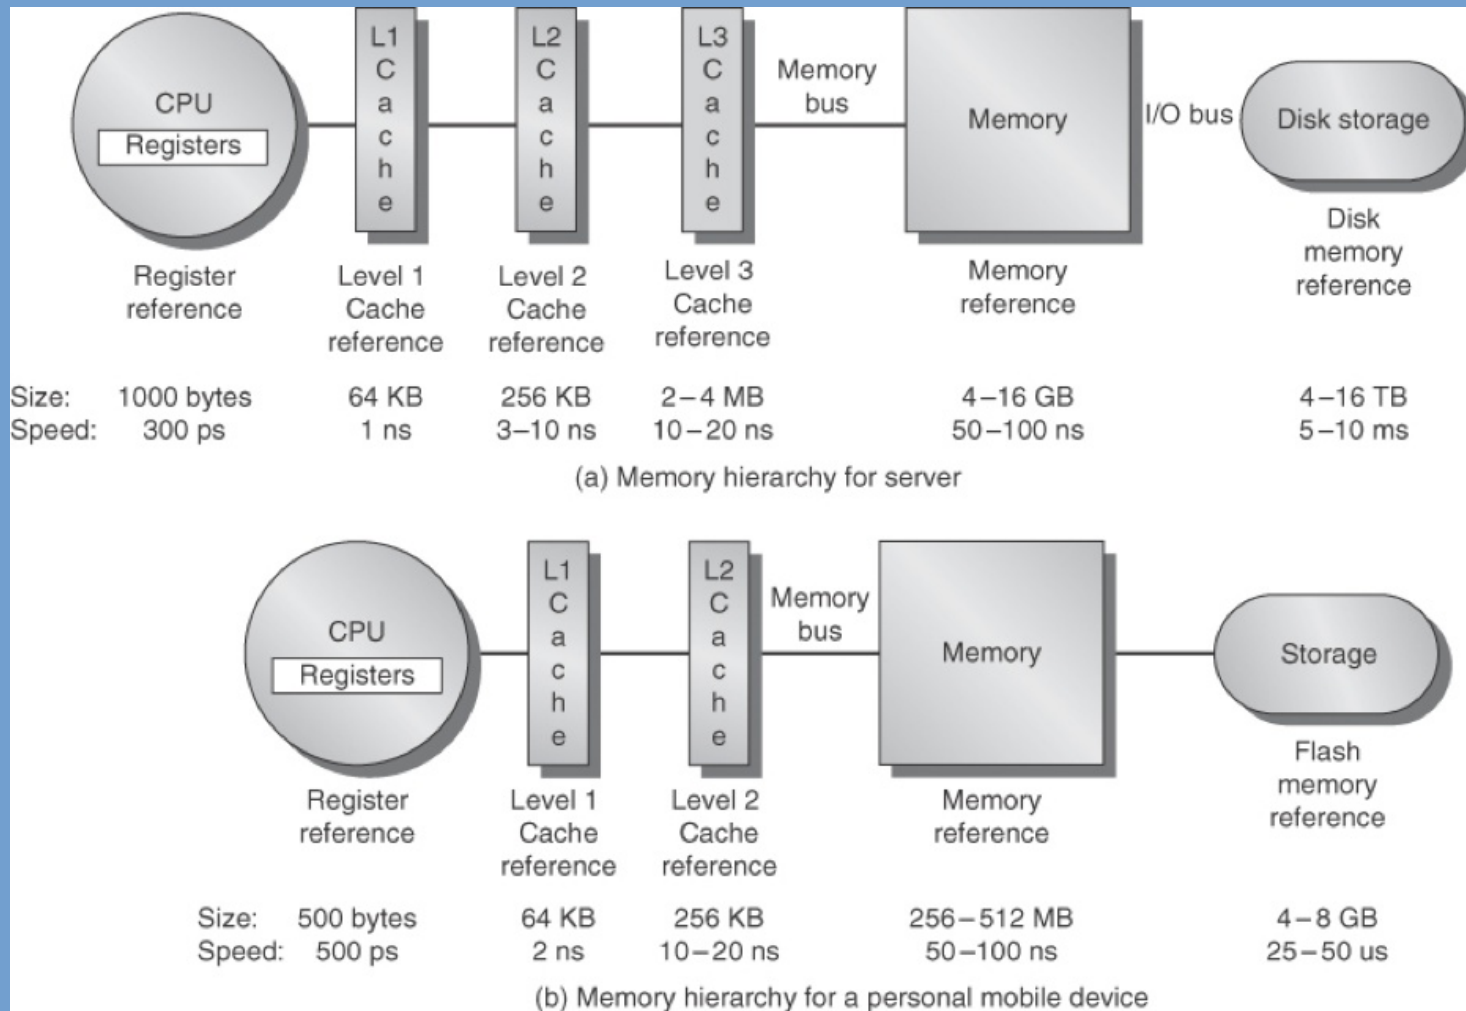 CPU
Registers
L1
C
a
c
h
e
L2
C
a
c
h
e
L3
C
a
c
h
e
Memory
bus
Memory
I/O bus
Disk storage
Register
reference
Level 1
Cache
reference
Level 2
Cache
reference
Level 3
Cache
reference
Memory
reference
Disk
memory
reference
Size: 1000 bytes 64 KB 256 KB 2–4 MB 4–16 GB 4–16 TB
Speed: 300 ps 1 ns 3–10 ns 10–20 ns 50–100 ns 5–10 ms
(a) Memory hierarchy for server
CPU
Registers
L1
C
a
c
h
e
L2
C
a
c
h
e
Memory
bus
Memory
Storage
Register
reference
Level 1
Cache
reference
Level 2
Cache
reference
Memory
reference
Flash
memory
reference
Size: 500 bytes 64 KB 256 KB 256–512 MB 4–8 GB
Speed: 500 ps 2 ns 10–20 ns 50–100 ns 25–50 us
(b) Memory hierarchy for a personal mobile device